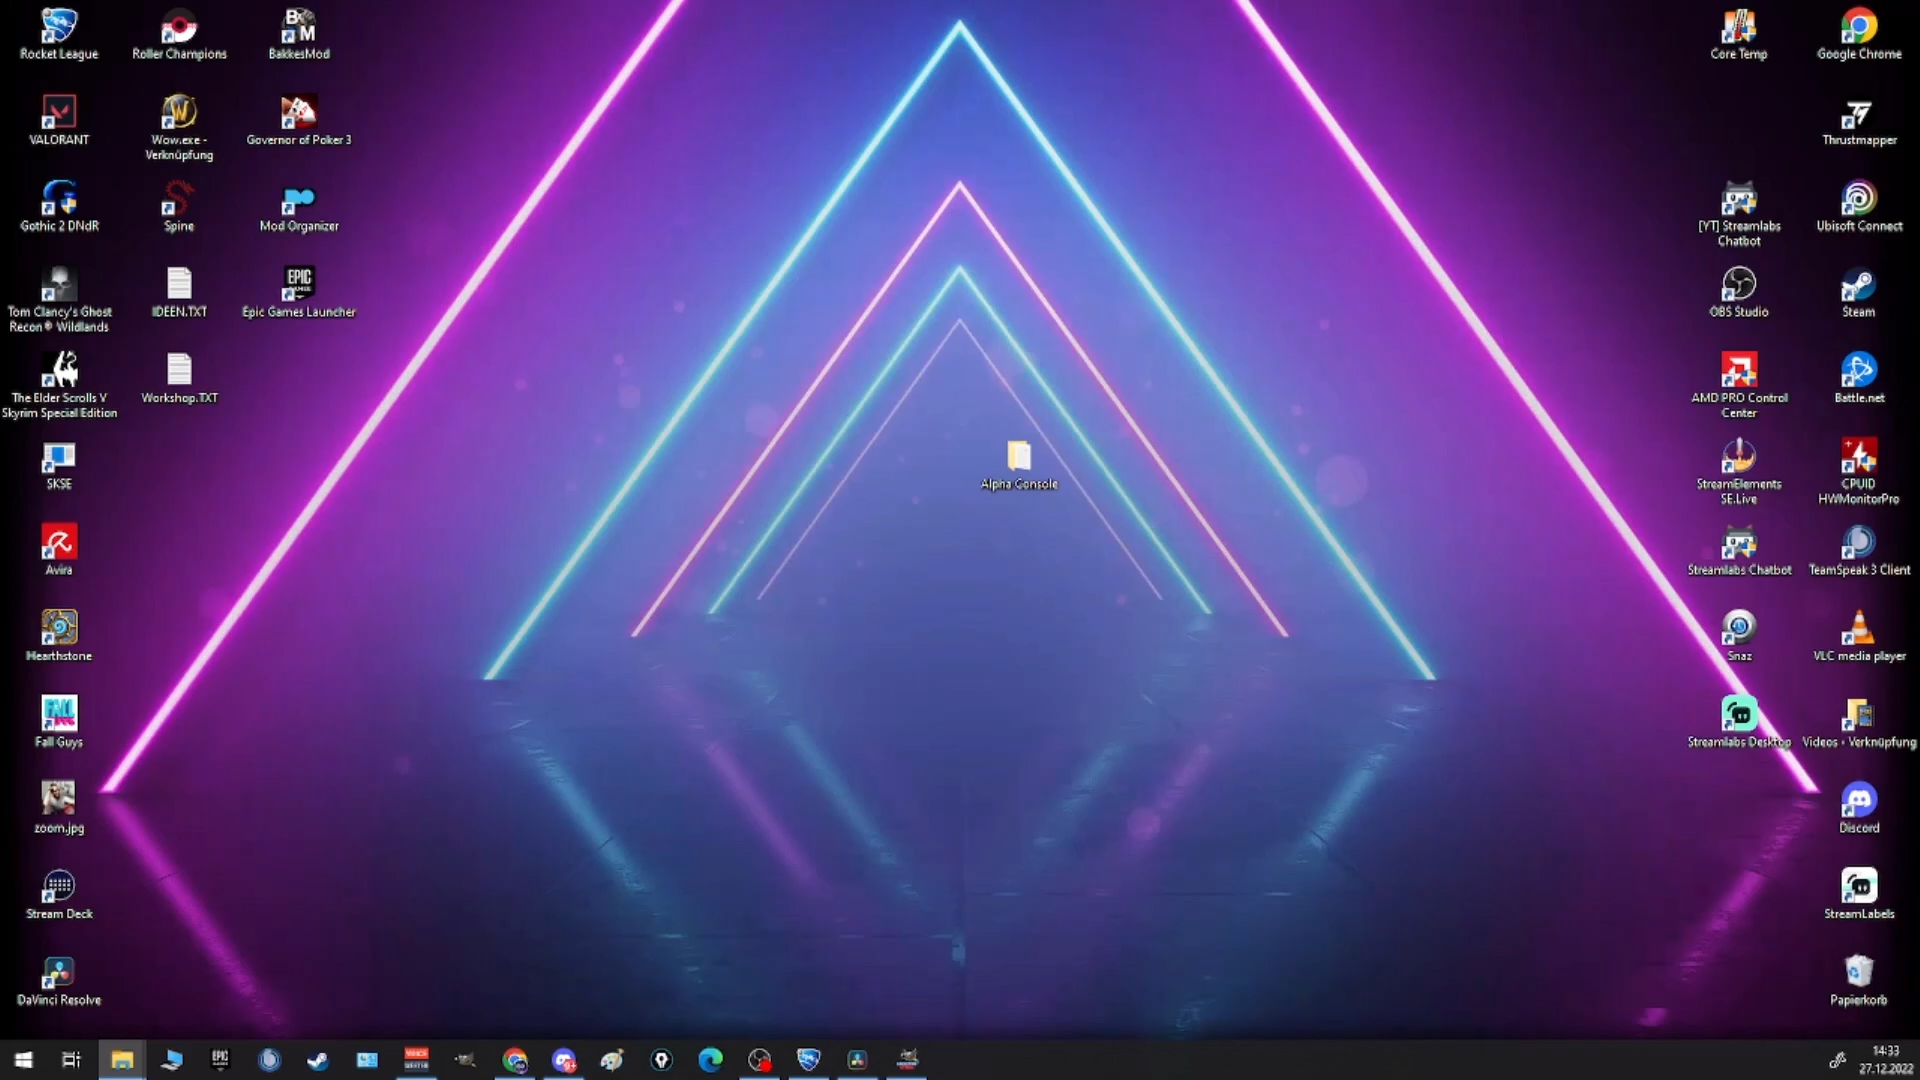 Rocket League
Roller Champions
BakkesMod
VALORANT
Wow.exe -
Verknüpfung
Governor of Poker 3
Gothic 2 DNdR
Spine
Mod Organizer
Tom Clancy's Ghost
Recon® Wildlands
IDEEN.TXT
EPIC
GAMES
Epic Games Launcher
The Elder Scrolls V
Skyrim Special Edition
Workshop.TXT
SKSE
Avira
Hearthstone
FALL
Fall Guys
zoom.jpg
Stream Deck
DaVinci Resolve
Alpha Console
Core Temp
Google Chrome
Thrustmapper
[YT] Streamlabs
Chatbot
Ubisoft Connect
OBS Studio
Steam
AMD PRO Control
Center
Battle.net
StreamElements
SE.Live
CPUID
HWMonitorPro
Streamlabs Chatbot
TeamSpeak 3 Client
Snaz
VLC media player
Streamlabs Desktop
Videos - Verknüpfung
Discord
StreamLabels
Papierkorb
EPIC
14:33
27.12.2022